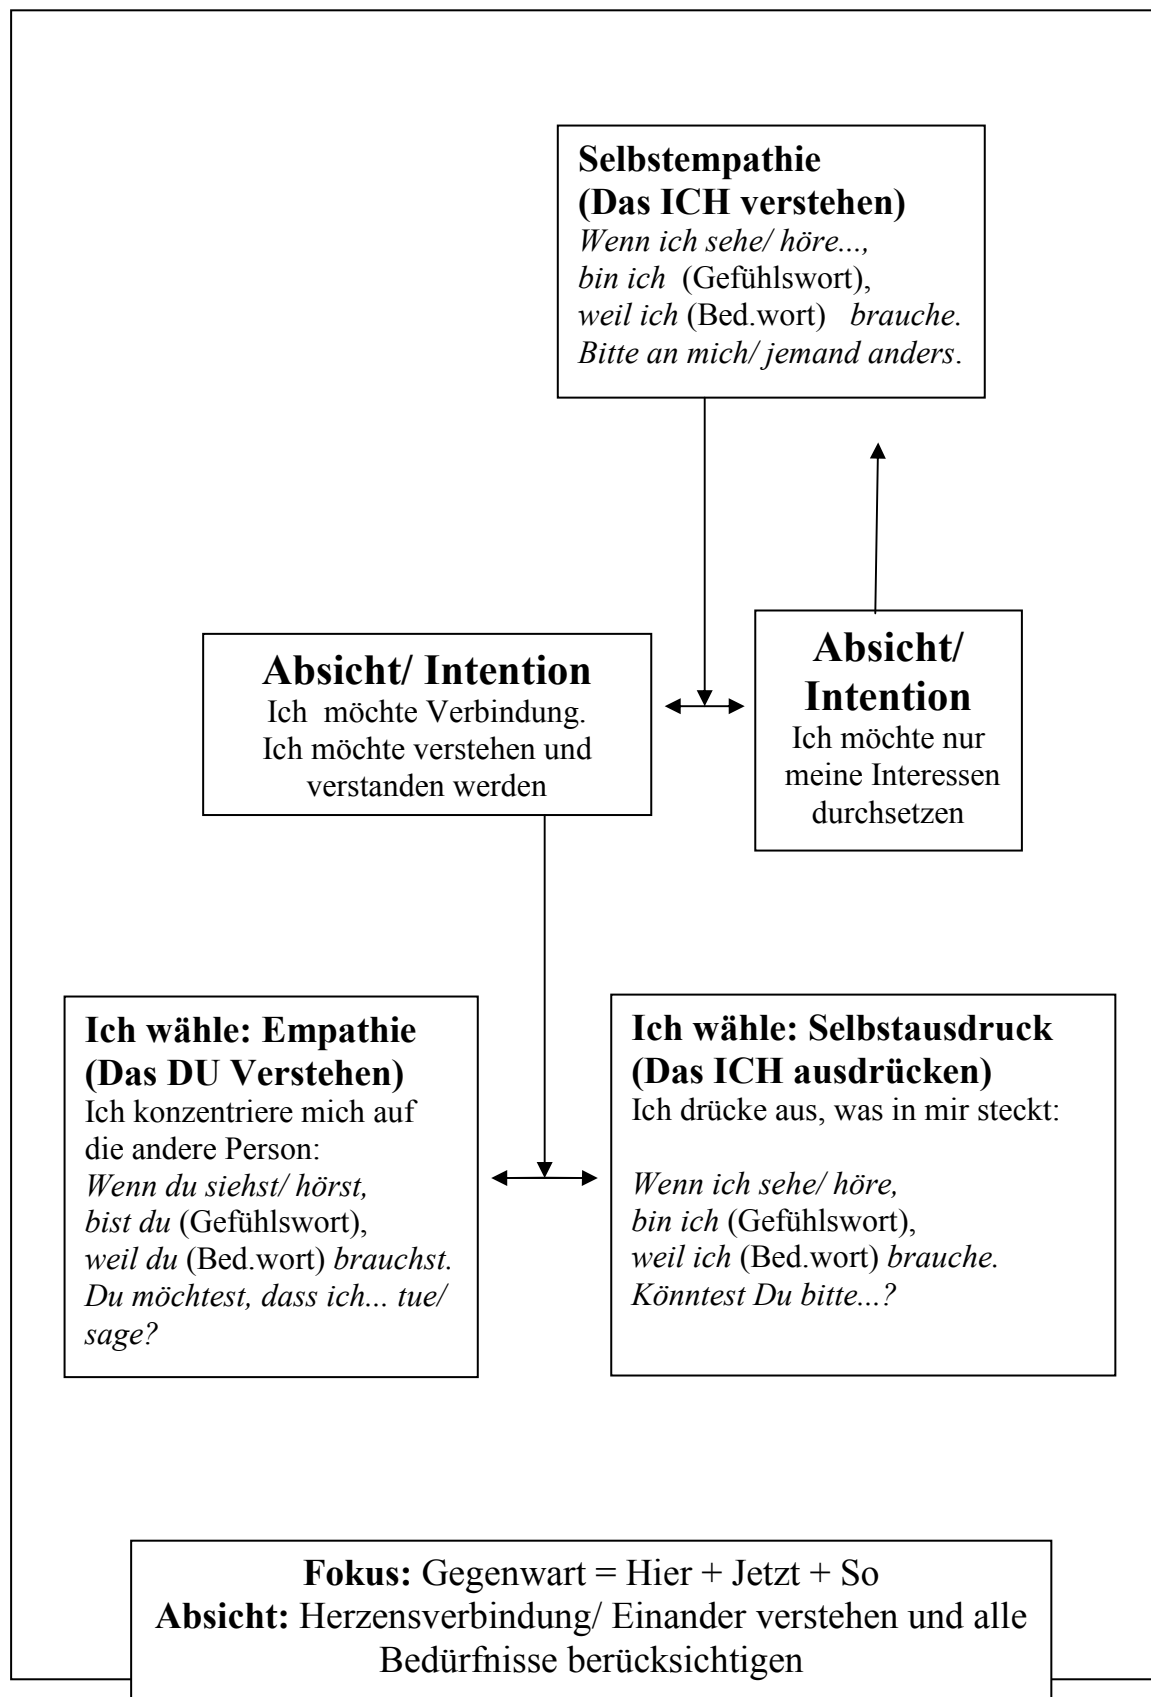 Selbstempathie
(Das ICH verstehen)
Wenn ich sehe/ höre...,
bin ich (Gefühlswort),
weil ich (Bed.wort) brauche.
Bitte an mich/ jemand anders.
Absicht/ Intention
Ich möchte Verbindung.
Ich möchte verstehen und
verstanden werden
Absicht/
Intention
Ich möchte nur
meine Interessen
durchsetzen
Ich wähle: Empathie
(Das DU Verstehen)
Ich konzentriere mich auf
die andere Person:
Wenn du siehst/ hörst,
bist du (Gefühlswort),
weil du (Bed.wort) brauchst.
Du möchtest, dass ich... tue/
sage?
Ich wähle: Selbstausdruck
(Das ICH ausdrücken)
Ich drücke aus, was in mir steckt:
Wenn ich sehe/ höre,
bin ich (Gefühlswort),
weil ich (Bed.wort) brauche.
Könntest Du bitte...?
Fokus: Gegenwart = Hier + Jetzt + So
Absicht: Herzensverbindung/ Einander verstehen und alle
Bedürfnisse berücksichtigen